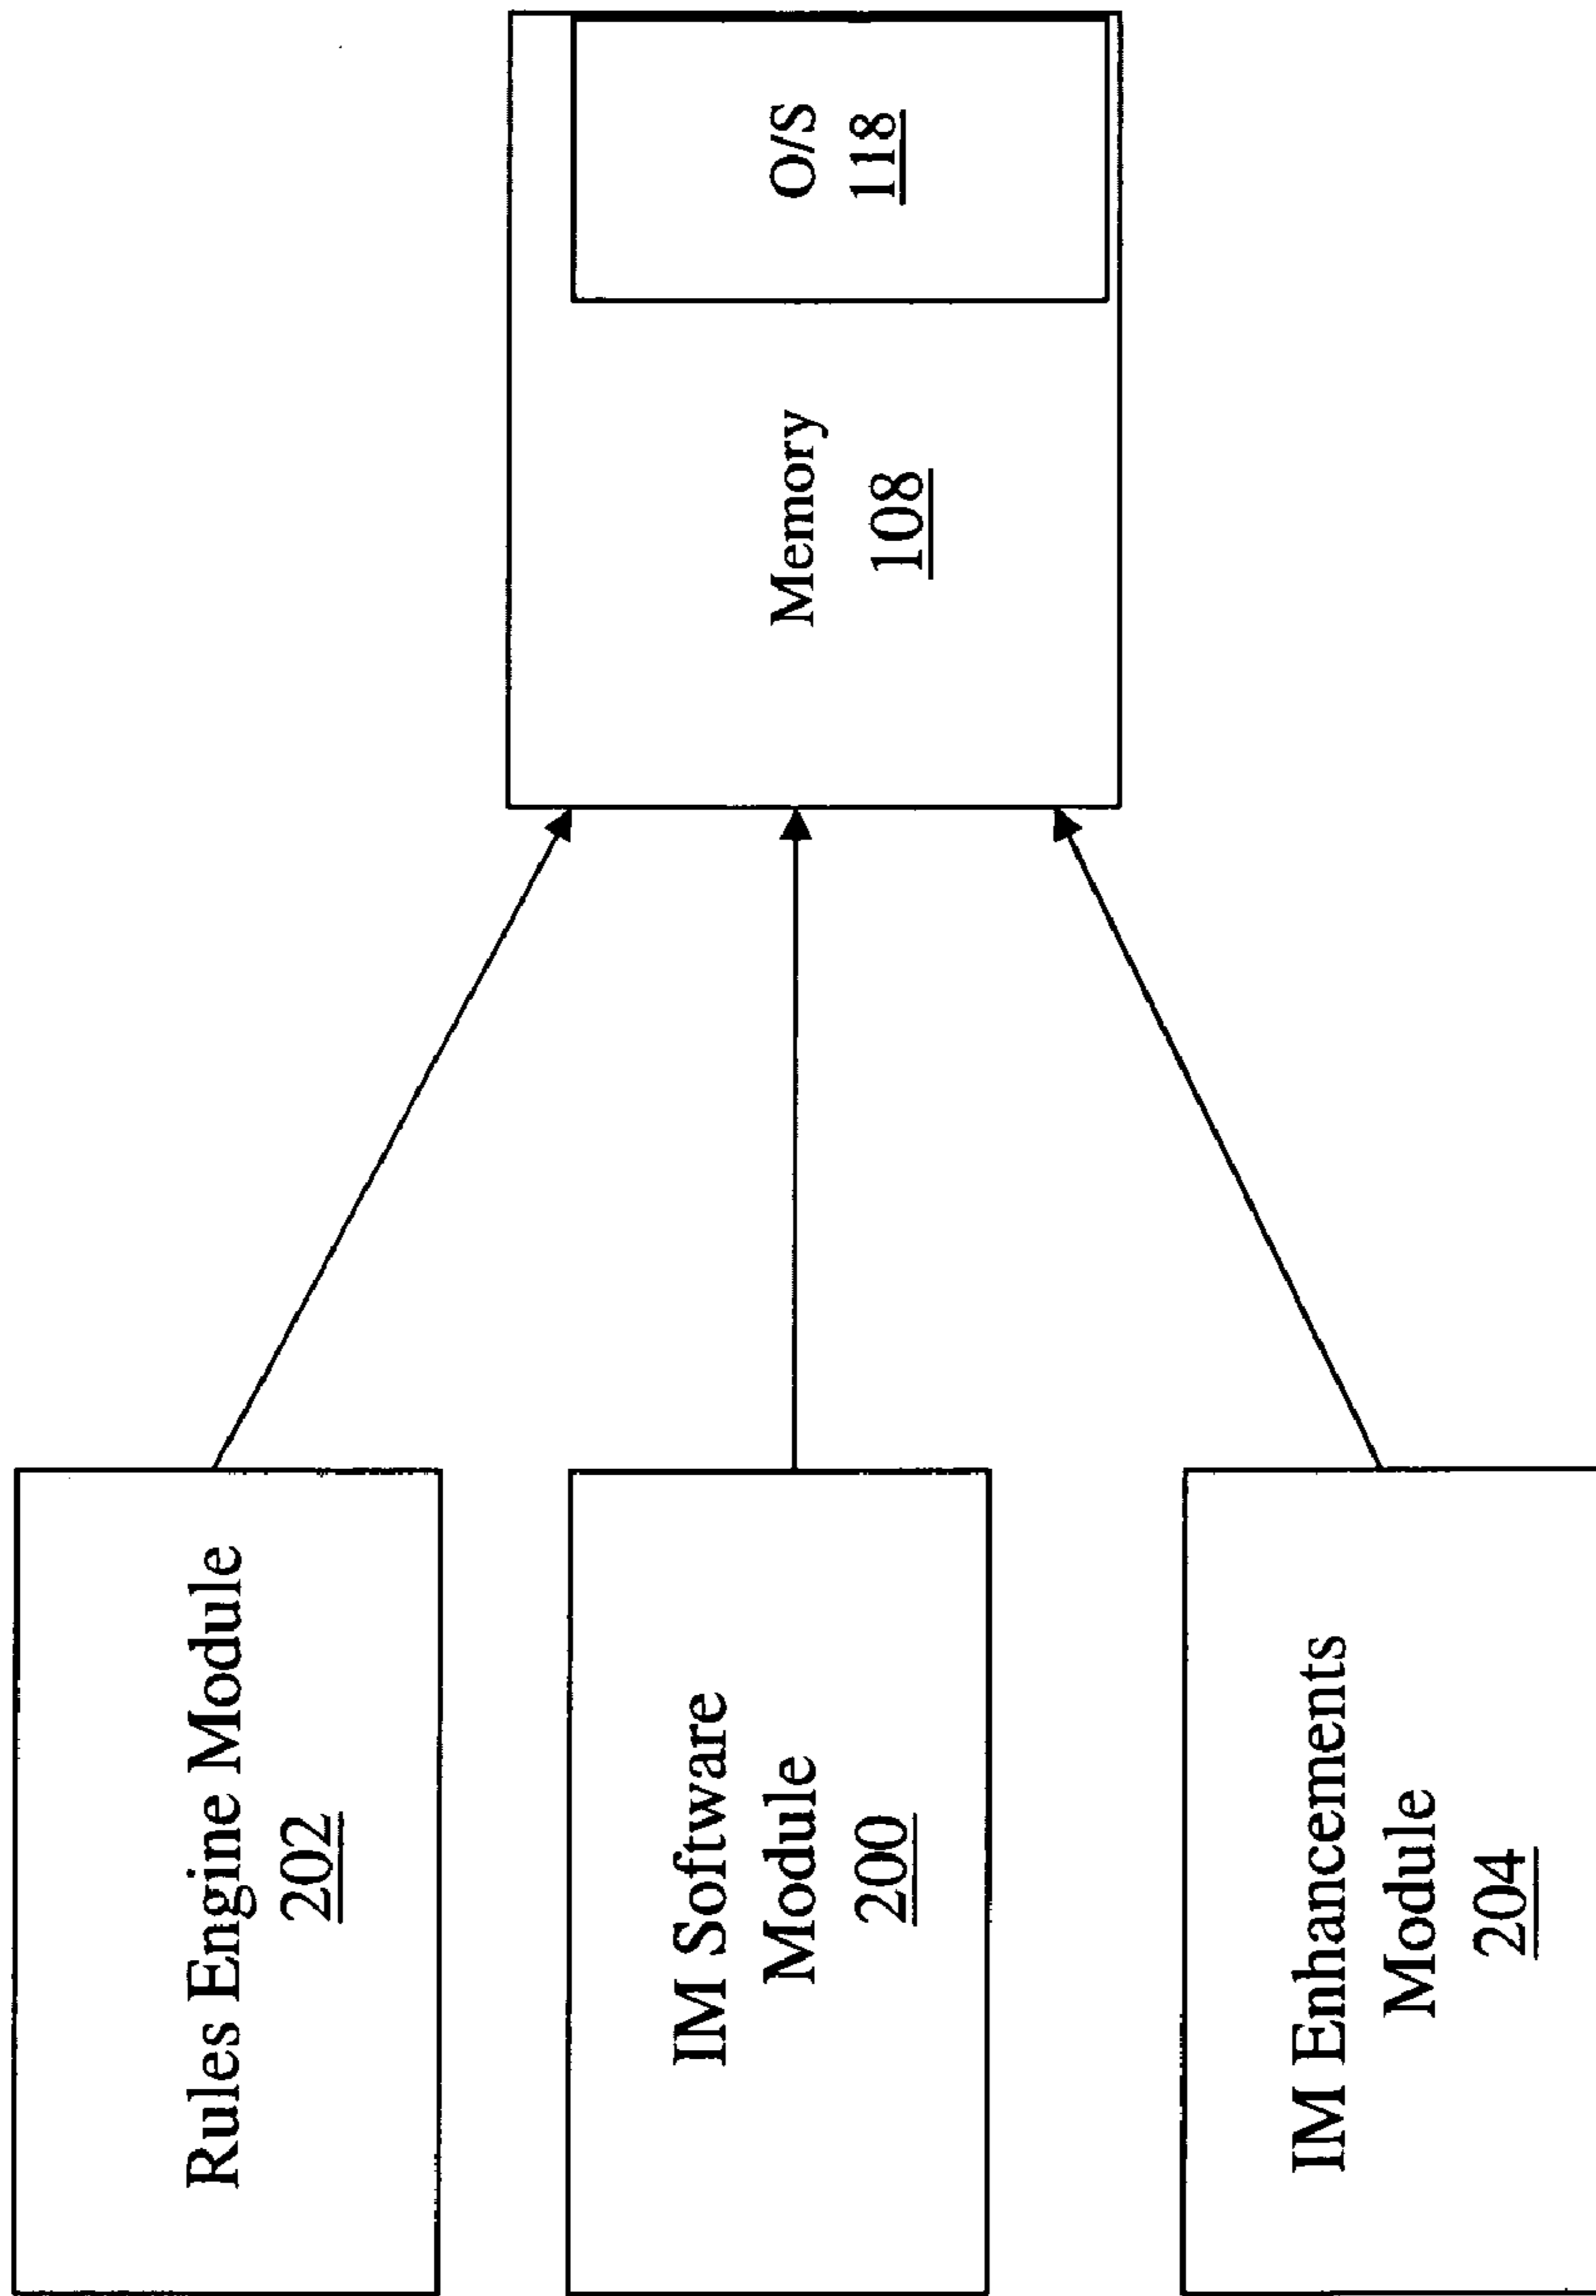 Rules Engine Module
202
IM Software
Module
200
IM Enhancements
Module
204
Memory
108
O/S
118